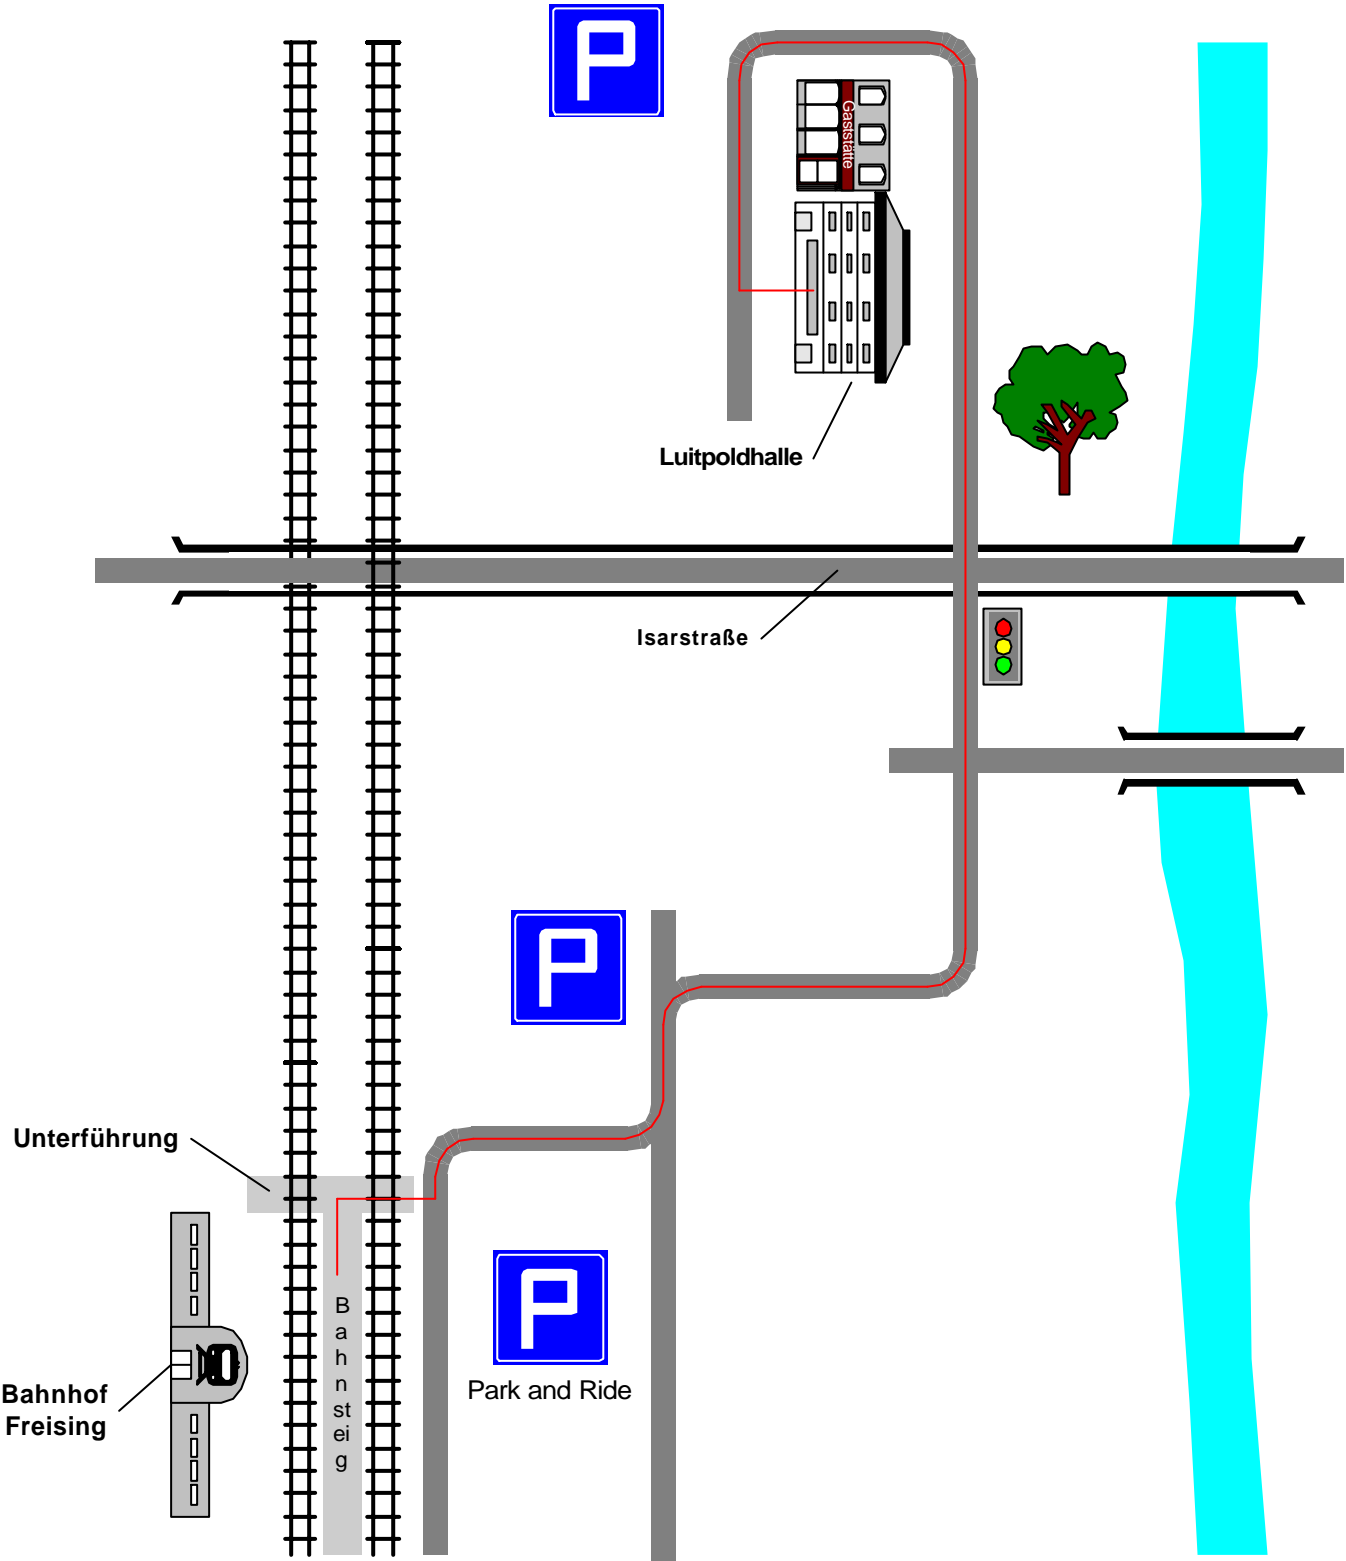 P
Gaststätte
Luitpoldhalle
Isarstraße
P
Unterführung
P
Park and Ride
B
a
h
n
st
ei
g
Bahnhof
Freising